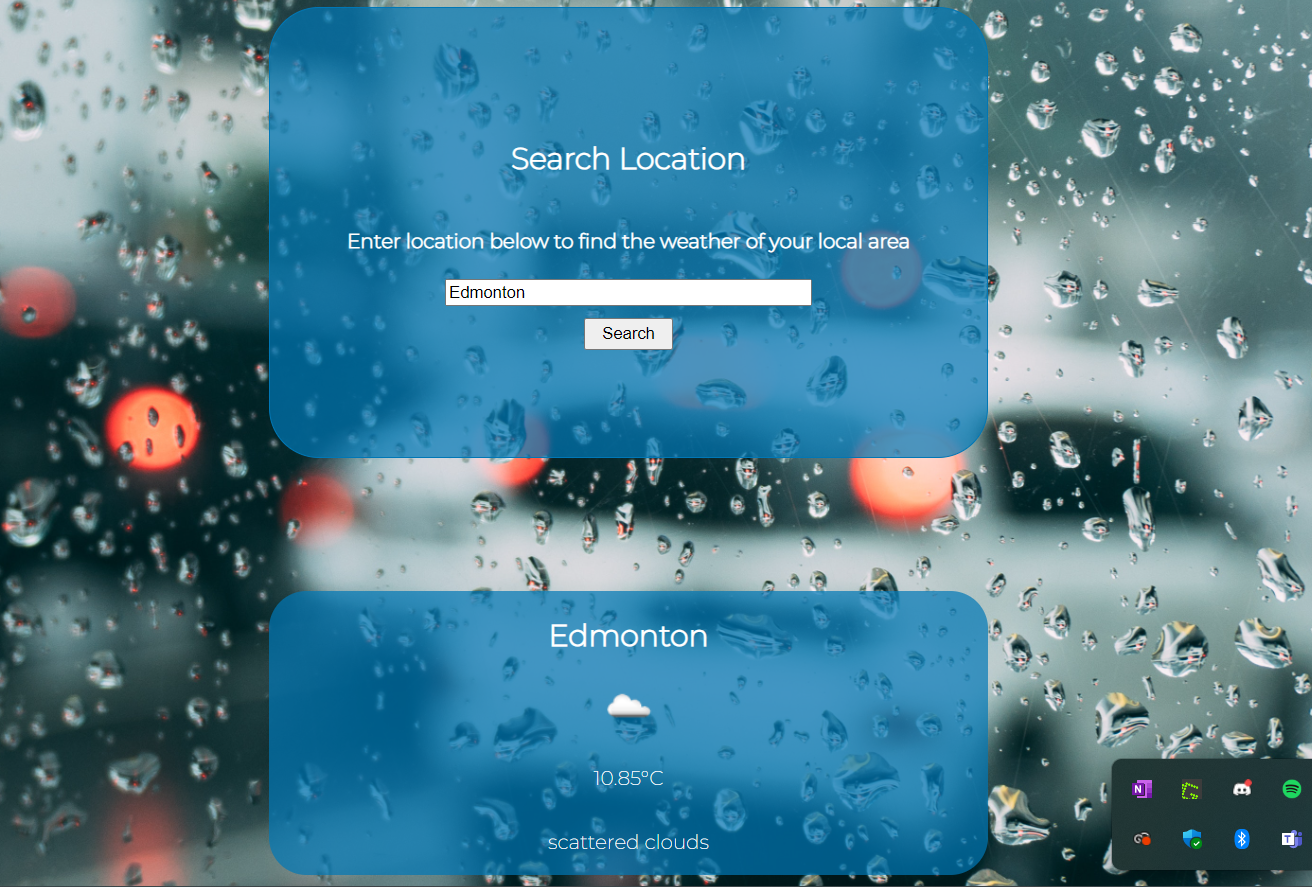 Search Location
Enter location below to find the weather of your local area
Edmonton
Search
Edmonton
10.85°C
scattered clouds
N
T